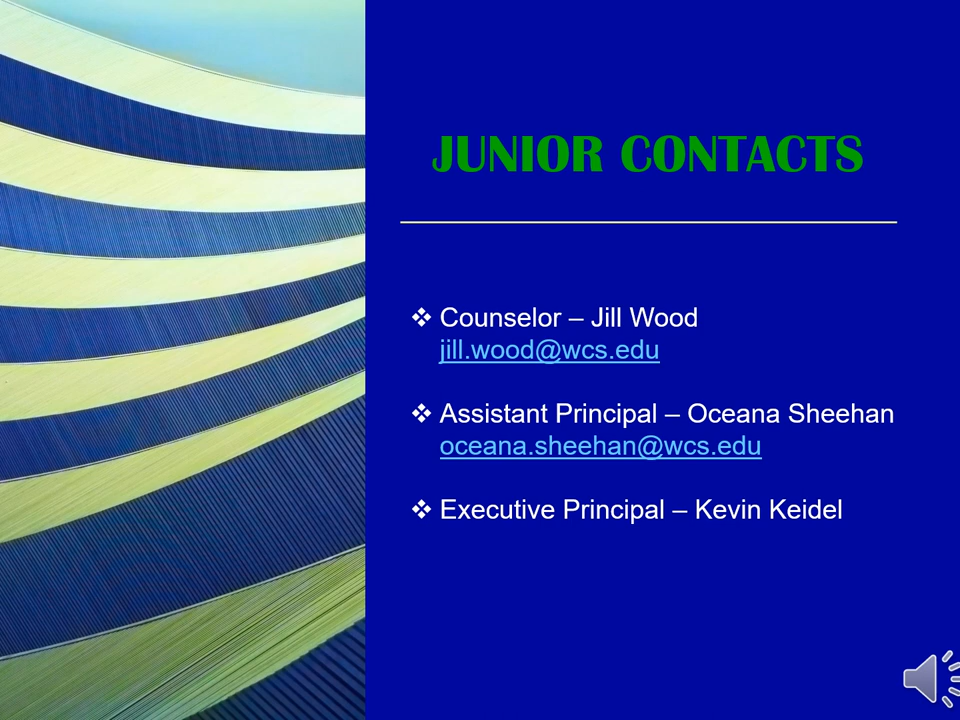 JUNIOR CONTACTS
❖ Counselor – Jill Wood
jill.wood@wcs.edu
❖ Assistant Principal – Oceana Sheehan
oceana.sheehan@wcs.edu
❖ Executive Principal – Kevin Keidel